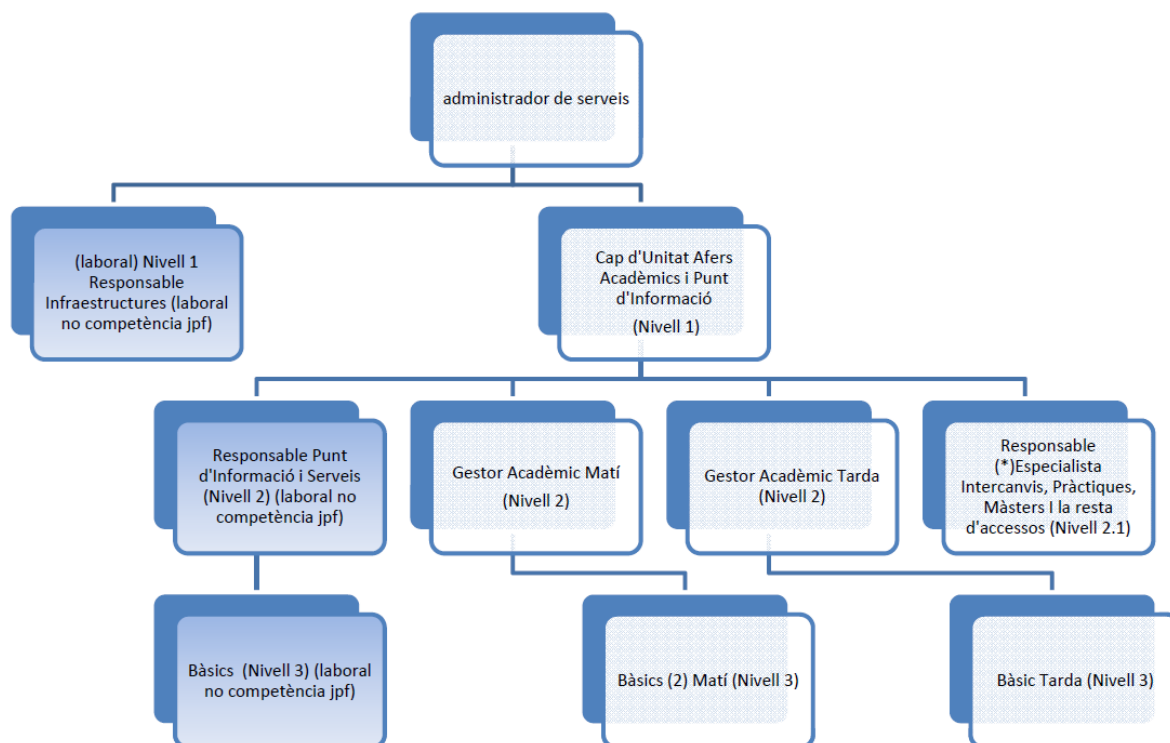 administrador de serveis
(laboral) Nivell 1
Responsable
Infraestructures (laboral
no competència jpf)
Cap d'Unitat Afers
Acadèmics i Punt
d'Informació
(Nivell 1)
Responsable Punt
d'Informació i Serveis
(Nivell 2) (laboral no
competència jpf)
Gestor Acadèmic Matí
(Nivell 2)
Gestor Acadèmic Tarda
(Nivell 2)
Responsable
(*)Especialista
Intercanvis, Pràctiques,
Màsters I la resta
d'accessos (Nivell 2.1)
Bàsics (Nivell 3) (laboral
no competència jpf)
Bàsics (2) Matí (Nivell 3)
Bàsic Tarda (Nivell 3)